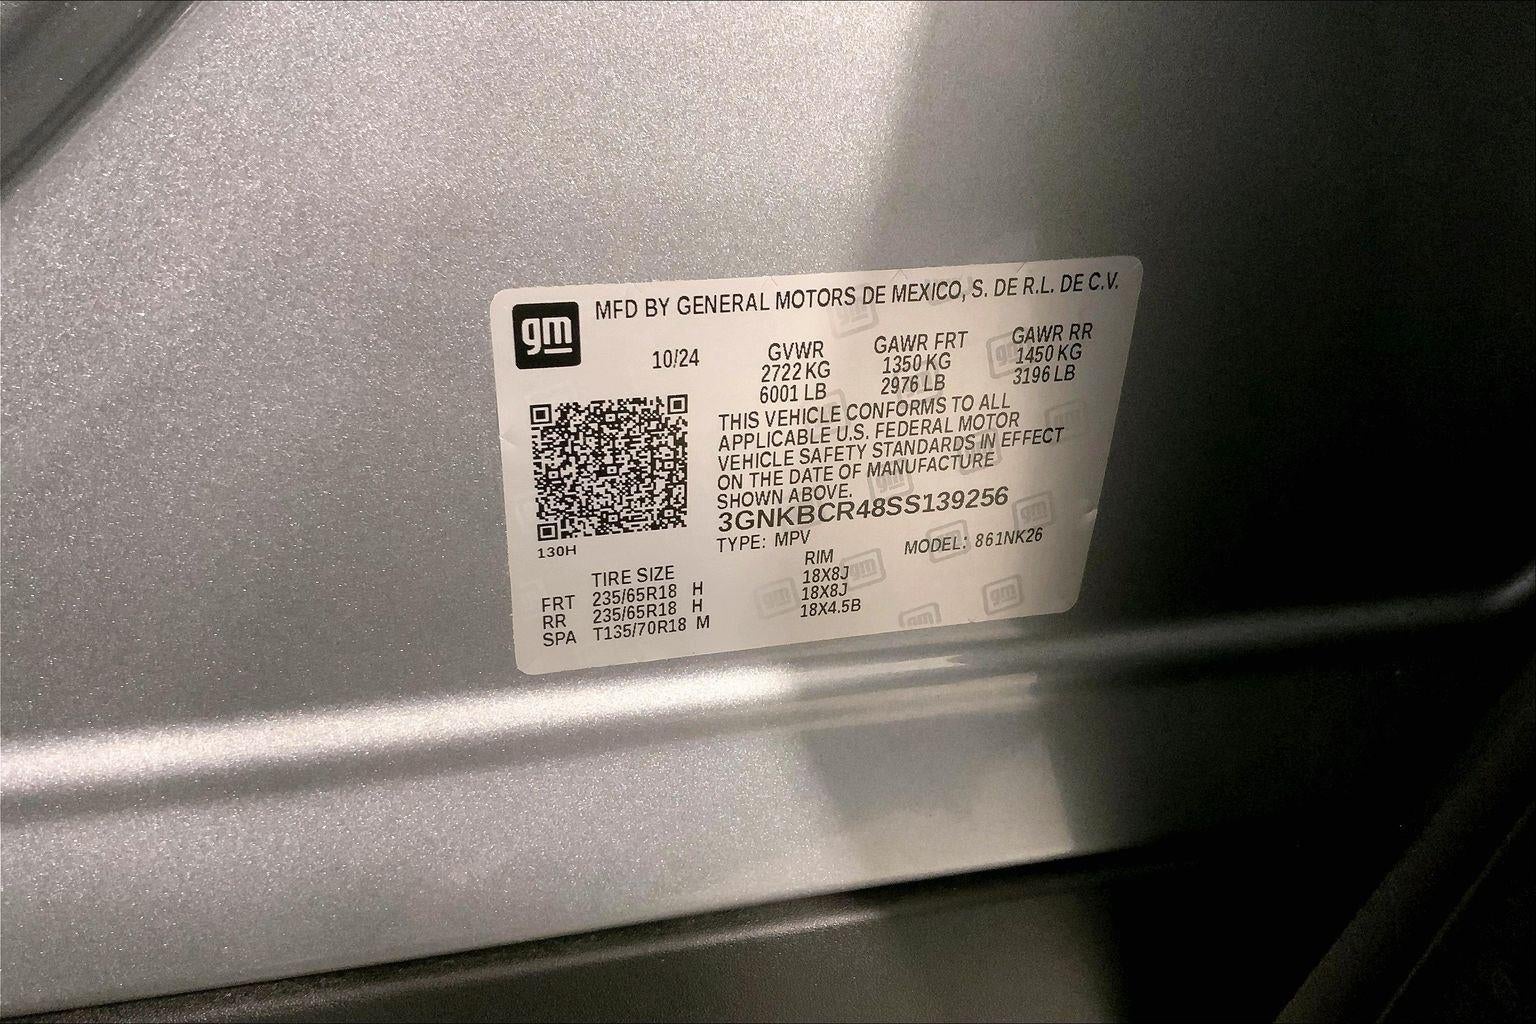 gm MFD BY GENERAL MOTORS DE MEXICO, S. DE R.L. DE C.V.
10/24
GVWR GAWR FRT GAWR RR
2722 KG 1350 KG 1450 KG
6001 LB 2976 LB 3196 LB
THIS VEHICLE CONFORMS TO ALL
APPLICABLE U.S. FEDERAL MOTOR
VEHICLE SAFETY STANDARDS IN EFFECT
ON THE DATE OF MANUFACTURE
SHOWN ABOVE.
3GNKBCR48SS139256
TYPE: MPV MODEL: 861NK26
130H
TIRE SIZE RIM
FRT 235/65R18 H 18X8J
RR 235/65R18 H 18X8J
SPA T135/70R18 M 18X4.5B